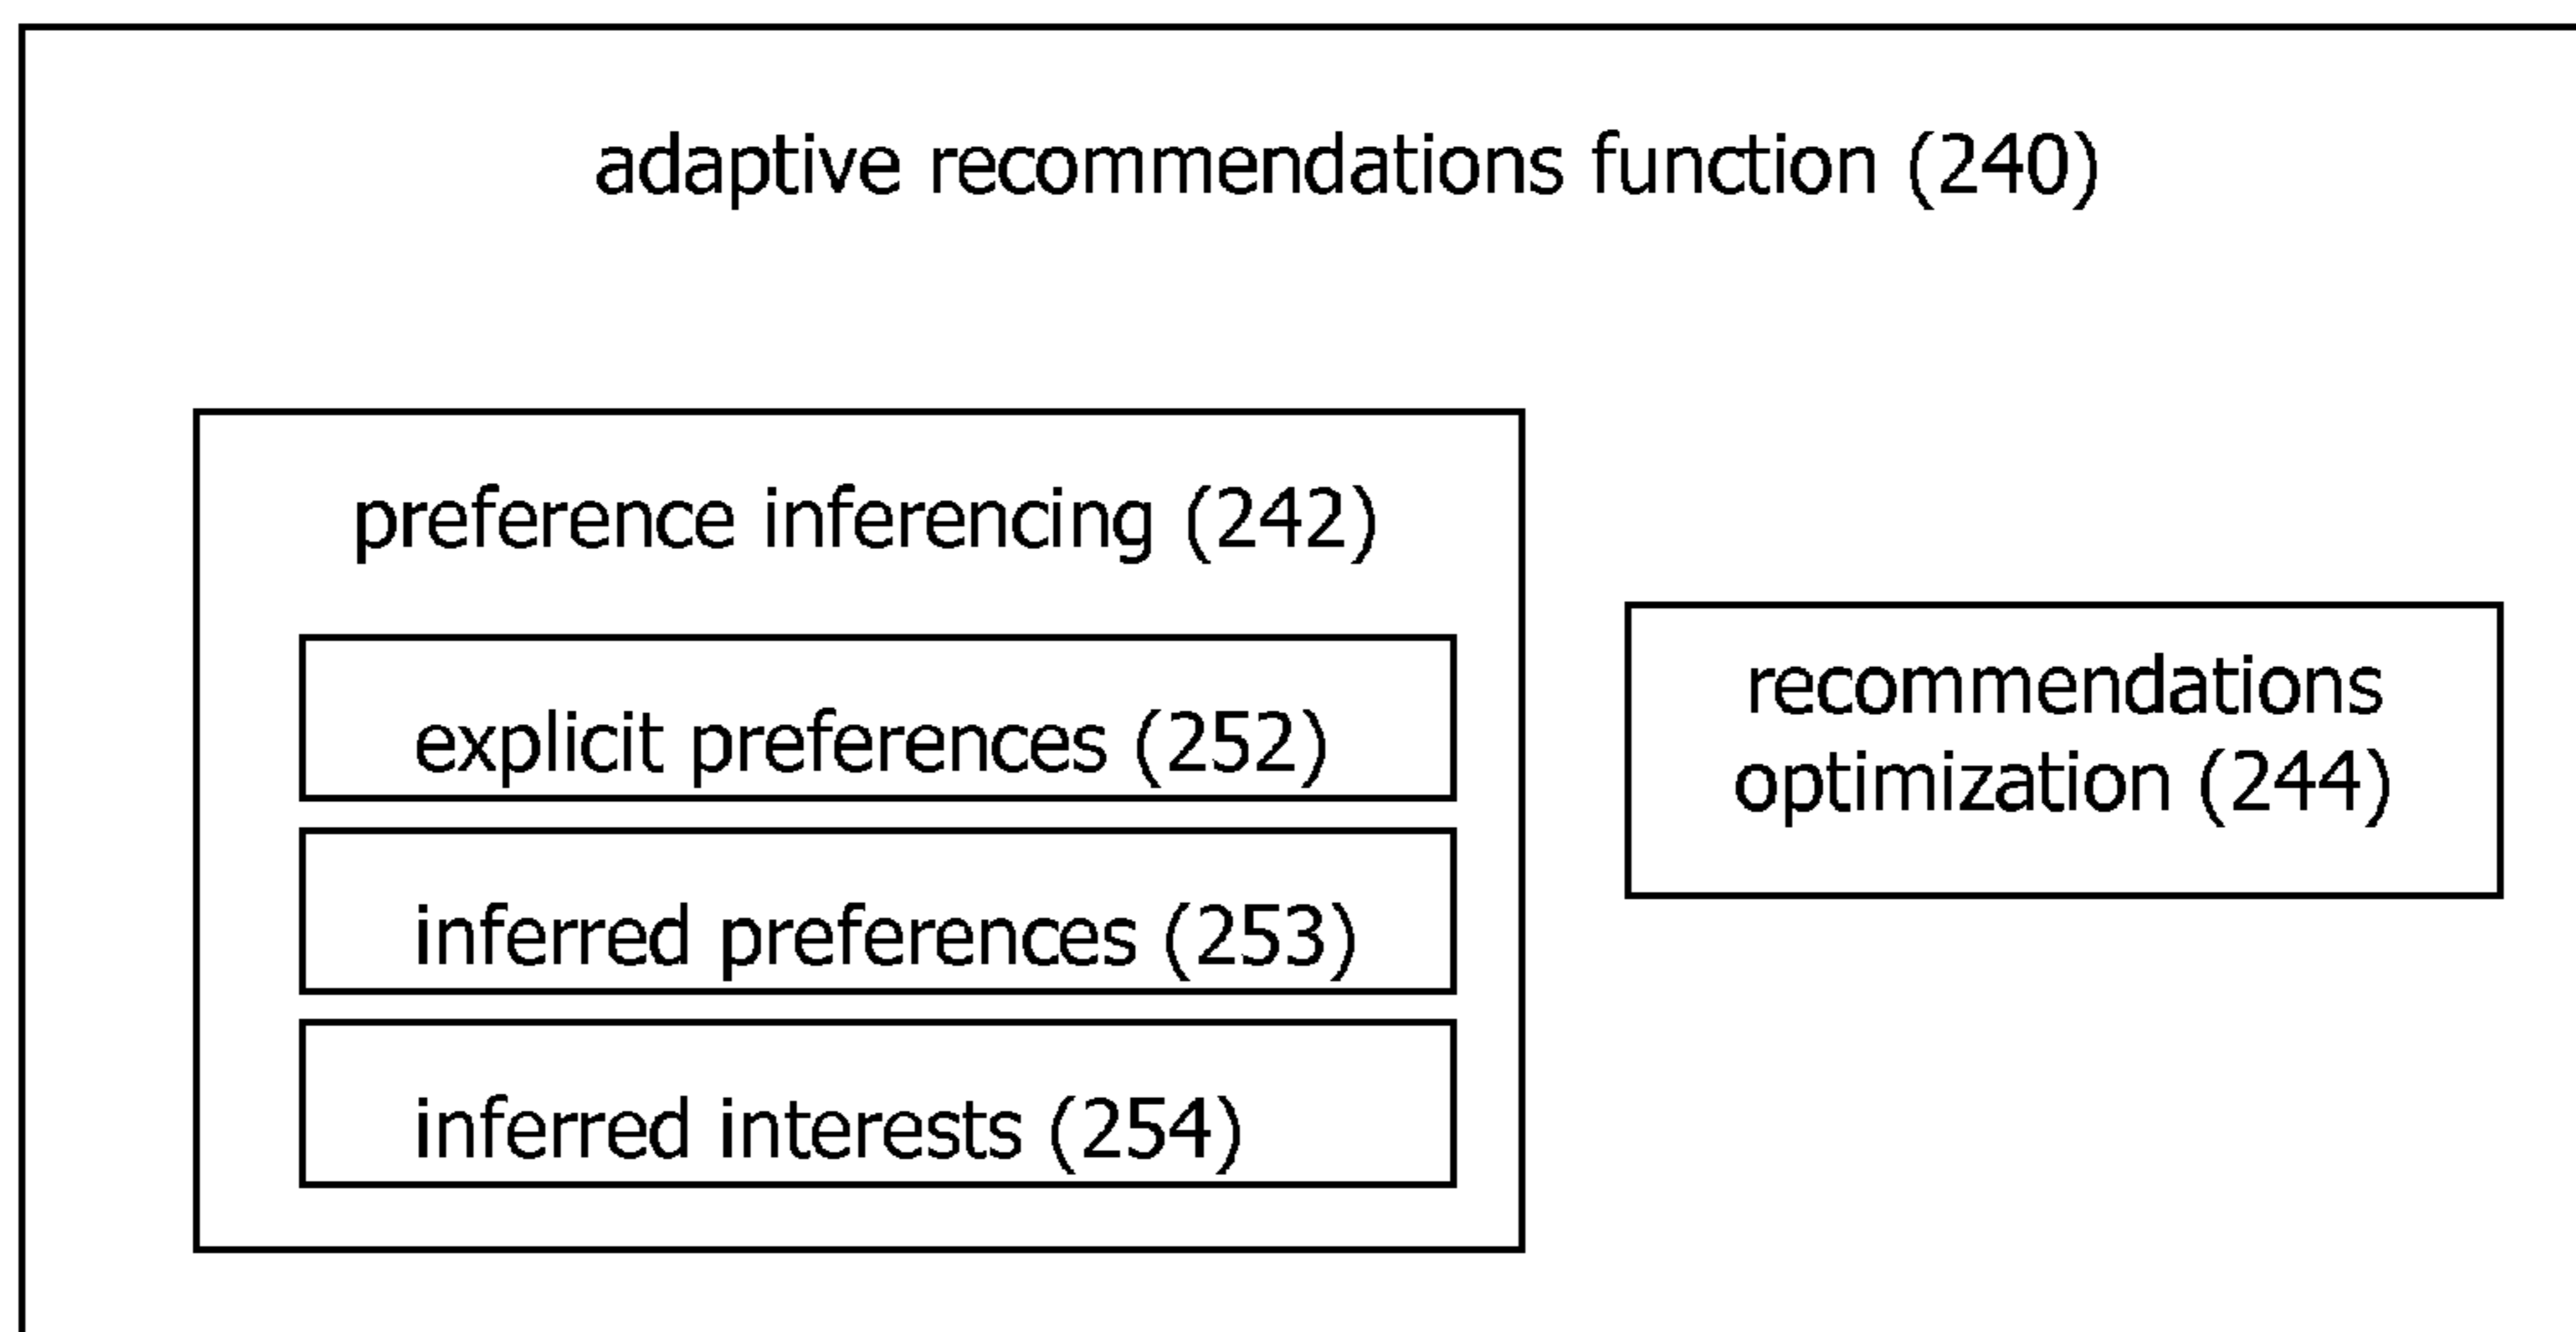 adaptive recommendations function (240)
preference inferencing (242)
explicit preferences (252)
inferred preferences (253)
inferred interests (254)
recommendations
optimization (244)